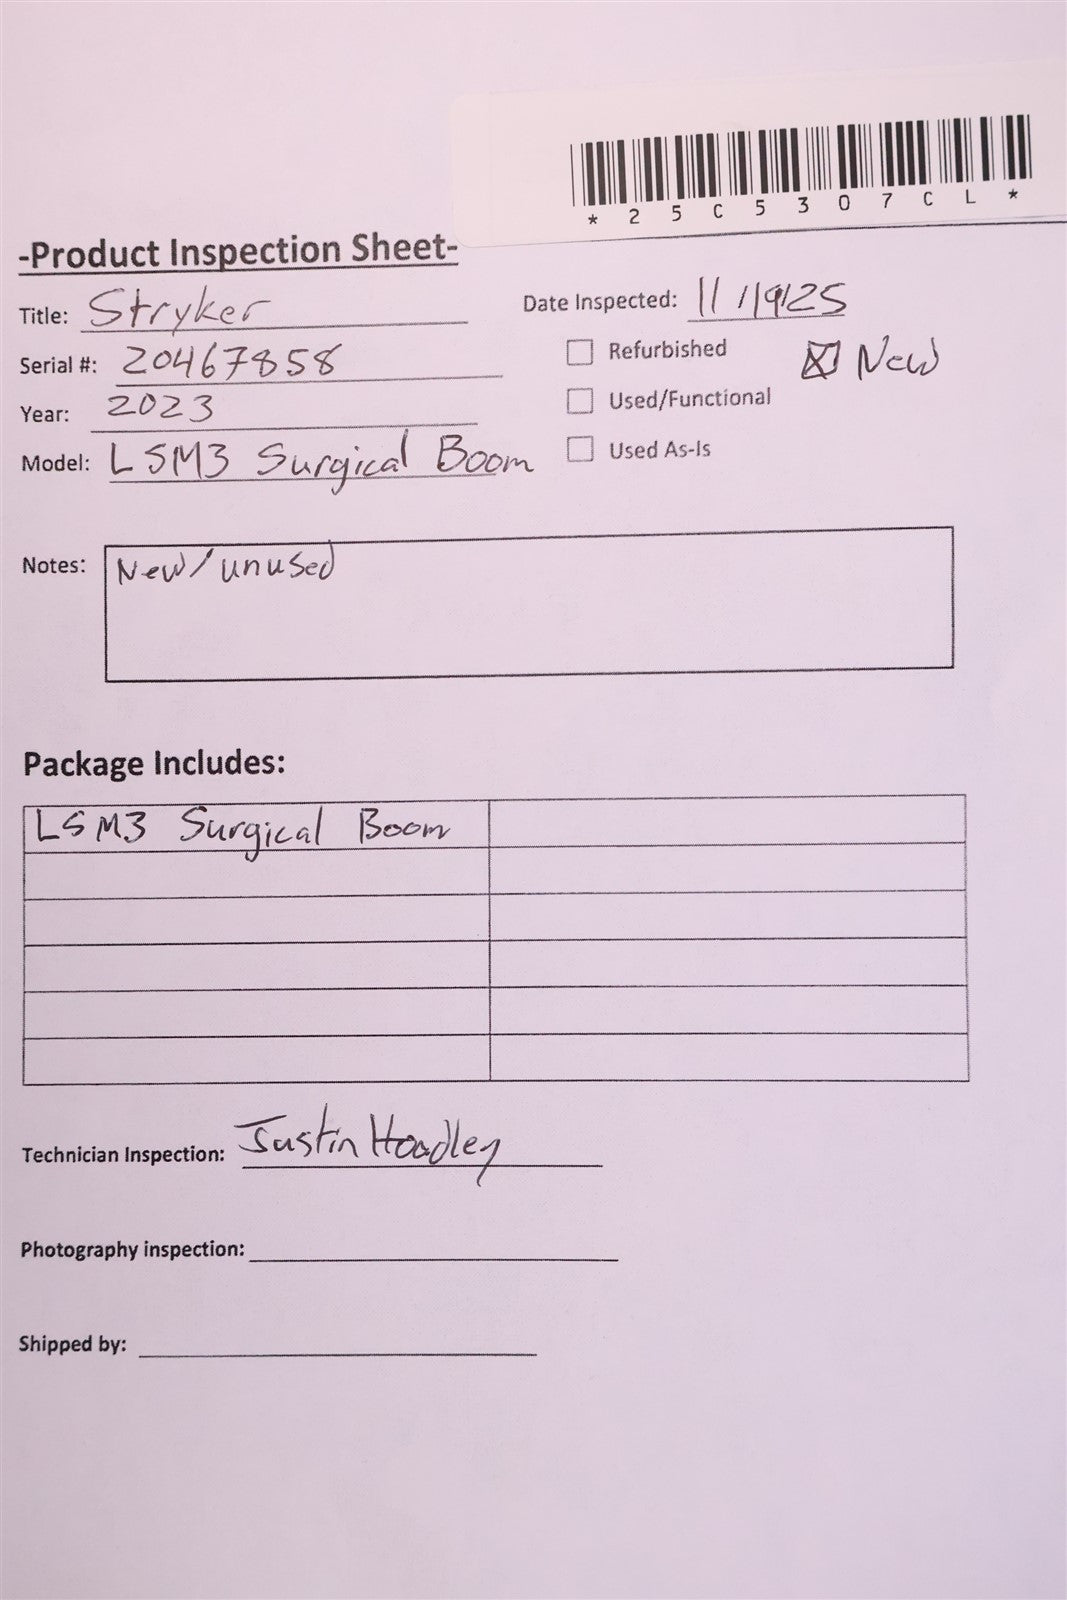 *25C5307CL*
-Product Inspection Sheet-
Title: Stryker
Date Inspected: 11/19/25
Serial #: 20467858
Refurbished
New
Year: 2023
Used/Functional
Model: LSM3 Surgical Boom
Used As-Is
Notes: New/unused
Package Includes:
LSM3 Surgical Boom
Technician Inspection: Justin Hoadley
Photography inspection:
Shipped by: